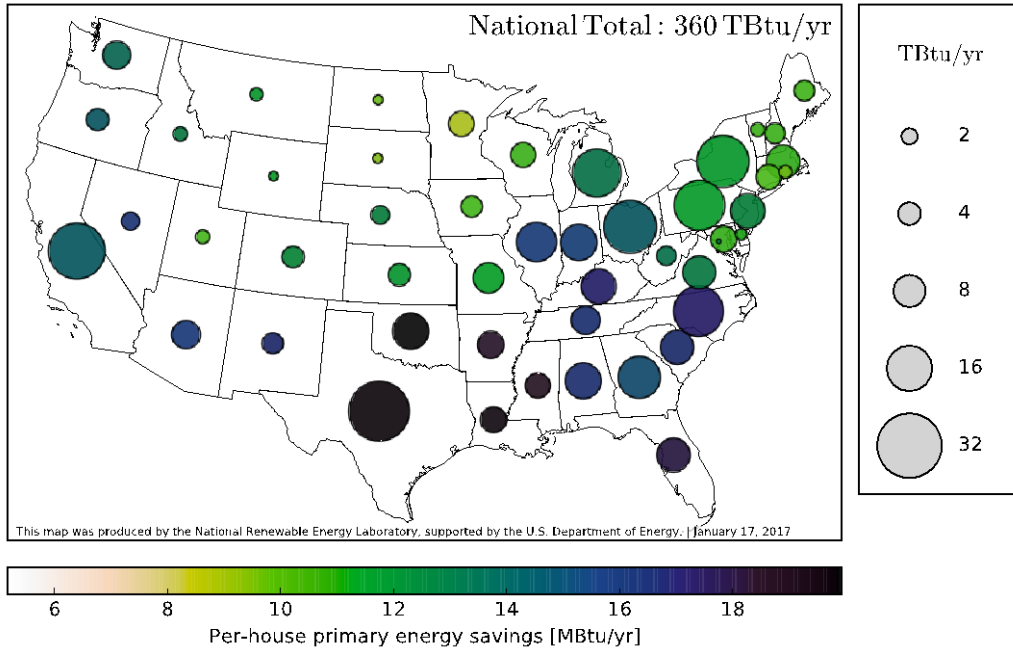 National Total: 360 TBtu/yr
This map was produced by the National Renewable Energy Laboratory, supported by the U.S. Department of Energy. | January 17, 2017
TBtu/yr
2
4
8
16
32
6 8 10 12 14 16 18
Per-house primary energy savings [MBtu/yr]